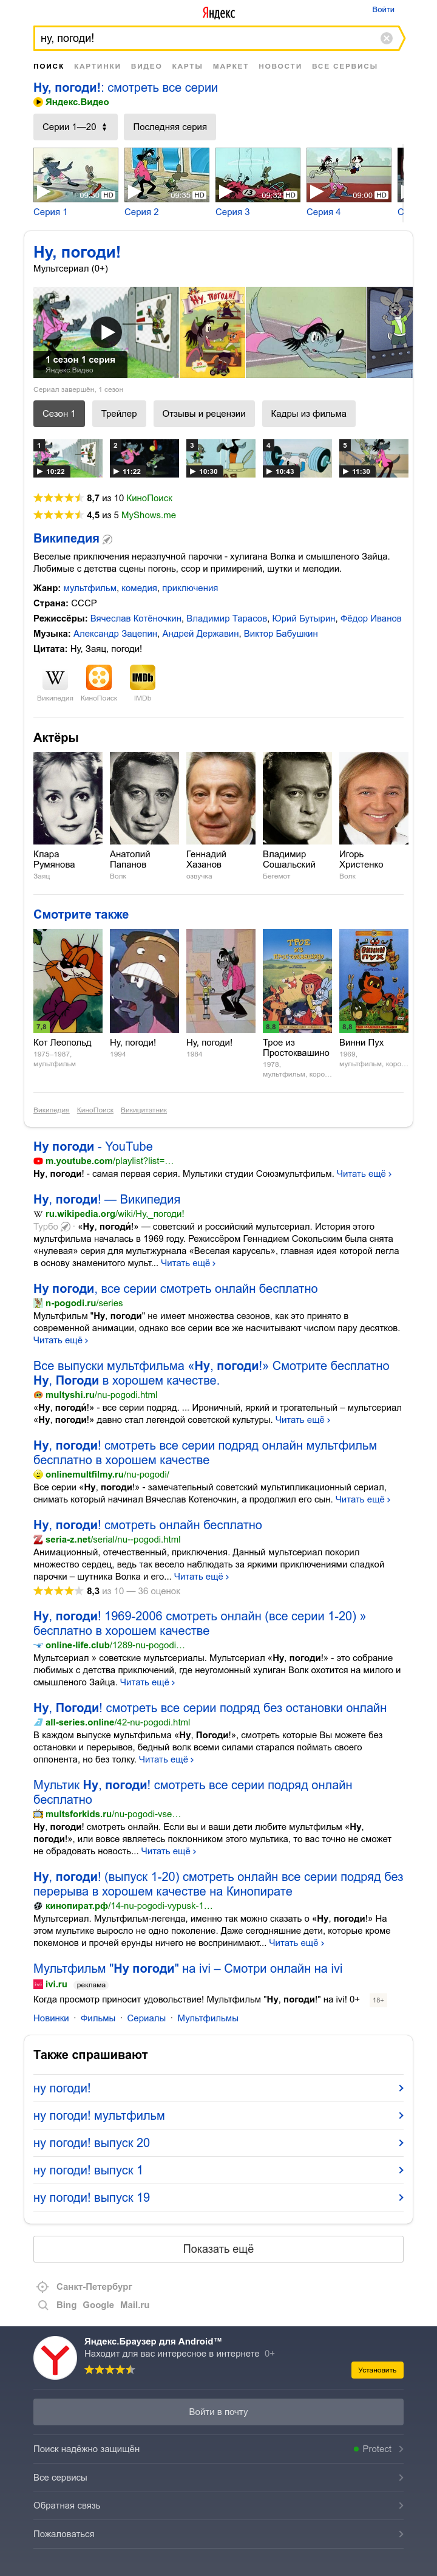 Яндекс
Войти
ну, погоди!
ПОИСК КАРТИНКИ ВИДЕО КАРТЫ МАРКЕТ НОВОСТИ ВСЕ СЕРВИСЫ
Ну, погоди!: смотреть все серии
Яндекс.Видео
Серии 1—20 Последняя серия
HD HD 09:32 HD 09:00 HD
Серия 1 Серия 2 Серия 3 Серия 4
Ну, погоди!
Мультсериал (0+)
Ну, погоди!
1 сезон 1 серия
Яндекс.Видео
Сериал завершён, 1 сезон
Сезон 1 Трейлер Отзывы и рецензии Кадры из фильма
1 2 3 4 5
10:22 11:22 10:30 10:43 11:30
8,7 из 10 КиноПоиск
4,5 из 5 MyShows.me
Википедия
Веселые приключения неразлучной парочки - хулигана Волка и смышленого Зайца.
Любимые с детства сцены погонь, ссор и примирений, шутки и мелодии.
Жанр: мультфильм, комедия, приключения
Страна: СССР
Режиссёры: Вячеслав Котёночкин, Владимир Тарасов, Юрий Бутырин, Фёдор Иванов
Музыка: Александр Зацепин, Андрей Державин, Виктор Бабушкин
Цитата: Ну, Заяц, погоди!
W IMDb
Википедия КиноПоиск IMDb
Актёры
Клара Румянова
Заяц
Анатолий Папанов
Волк
Геннадий Хазанов
озвучка
Владимир Сошальский
Бегемот
Игорь Христенко
Волк
Смотрите также
7,8
Кот Леопольд
1975–1987, мультфильм
Ну, погоди!
1994
Ну, погоди!
1984
ТРОЕ ИЗ ПРОСТОКВАШИНО
8,8
Трое из Простоквашино
1978, мультфильм, коро…
ВИННИ ПУХ
8,8
Винни Пух
1969, мультфильм, коро…
Википедия КиноПоиск Викицитатник
Ну погоди - YouTube
m.youtube.com/playlist?list=…
Ну, погоди! - самая первая серия. Мультики студии Союзмультфильм. Читать ещё ›
Ну, погоди! — Википедия
W ru.wikipedia.org/wiki/Ну,_погоди!
Турбо «Ну, погоди́!» — советский и российский мультсериал. История этого
мультфильма началась в 1969 году. Режиссёром Геннадием Сокольским была снята
«нулевая» серия для мультжурнала «Веселая карусель», главная идея которой легла
в основу знаменитого мульт... Читать ещё ›
Ну погоди, все серии смотреть онлайн бесплатно
n-pogodi.ru/series
Мультфильм "Ну, погоди!" не имеет множества сезонов, как это принято в
современной анимации, однако все серии все же насчитывают числом пару десятков.
Читать ещё ›
Все выпуски мультфильма «Ну, погоди!» Смотрите бесплатно
Ну, Погоди в хорошем качестве.
multyshi.ru/nu-pogodi.html
«Ну, погоди!» - все серии подряд. ... Ироничный, яркий и трогательный – мультсериал
«Ну, погоди!» давно стал легендой советской культуры. Читать ещё ›
Ну, погоди! смотреть все серии подряд онлайн мультфильм
бесплатно в хорошем качестве
onlinemultfilmy.ru/nu-pogodi/
Все серии «Ну, погоди!» - замечательный советский мультипликационный сериал,
снимать который начинал Вячеслав Котеночкин, а продолжил его сын. Читать ещё ›
Ну, погоди! смотреть онлайн бесплатно
seria-z.net/serial/nu--pogodi.html
Анимационный, отечественный, приключения. Данный мультсериал покорил
множество сердец, ведь так весело наблюдать за яркими приключениями сладкой
парочки – шутника Волка и его... Читать ещё ›
8,3 из 10 — 36 оценок
Ну, погоди! 1969-2006 смотреть онлайн (все серии 1-20) »
бесплатно в хорошем качестве
online-life.club/1289-nu-pogodi…
Мультсериал » советские мультсериалы. Мультсериал «Ну, погоди!» - это собрание
любимых с детства приключений, где неугомонный хулиган Волк охотится на милого и
смышленого Зайца. Читать ещё ›
Ну, Погоди! смотреть все серии подряд без остановки онлайн
all-series.online/42-nu-pogodi.html
В каждом выпуске мультфильма «Ну, Погоди!», смотреть которые Вы можете без
остановки и перерывов, бедный волк всеми силами старался поймать своего
оппонента, но без толку. Читать ещё ›
Мультик Ну, погоди! смотреть все серии подряд онлайн
бесплатно
multsforkids.ru/nu-pogodi-vse…
Ну, погоди! смотреть онлайн. Если вы и ваши дети любите мультфильм «Ну,
погоди!», или вовсе являетесь поклонником этого мультика, то вас точно не сможет
не обрадовать новость... Читать ещё ›
Ну, погоди! (выпуск 1-20) смотреть онлайн все серии подряд без
перерыва в хорошем качестве на Кинопирате
кинопират.рф/14-nu-pogodi-vypusk-1…
Мультсериал. Мультфильм-легенда, именно так можно сказать о «Ну, погоди!» На
этом мультике выросло не одно поколение. Даже сегодняшние дети, которые кроме
покемонов и прочей ерунды ничего не воспринимают... Читать ещё ›
Мультфильм "Ну погоди" на ivi – Смотри онлайн на ivi
ivi.ru реклама
Когда просмотр приносит удовольствие! Мультфильм "Ну, погоди!" на ivi! 0+ 18+
Новинки · Фильмы · Сериалы · Мультфильмы
Также спрашивают
ну погоди!
ну погоди! мультфильм
ну погоди! выпуск 20
ну погоди! выпуск 1
ну погоди! выпуск 19
Показать ещё
Санкт-Петербург
Bing Google Mail.ru
Яндекс.Браузер для Android™
Находит для вас интересное в интернете 0+
Установить
Войти в почту
Поиск надёжно защищён Protect
Все сервисы
Обратная связь
Пожаловаться